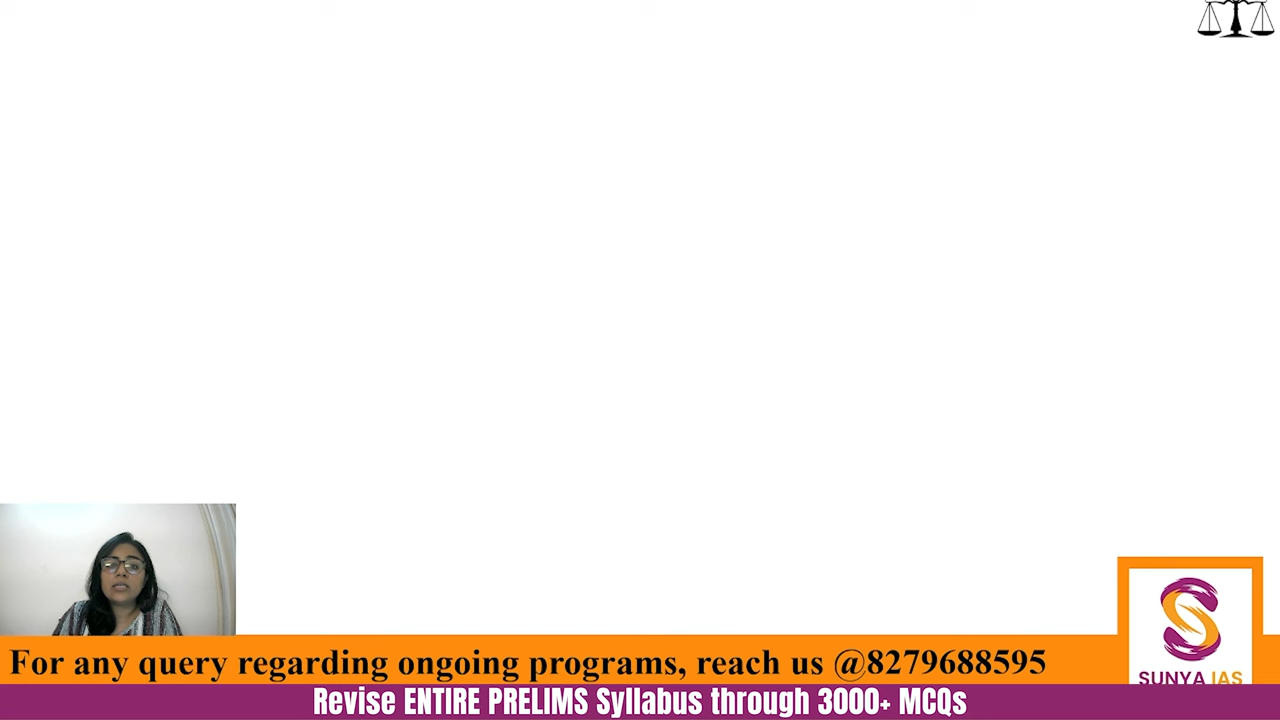 For any query regarding ongoing programs, reach us @8279688595
SUNYA IAS
Revise ENTIRE PRELIMS Syllabus through 3000+ MCQs